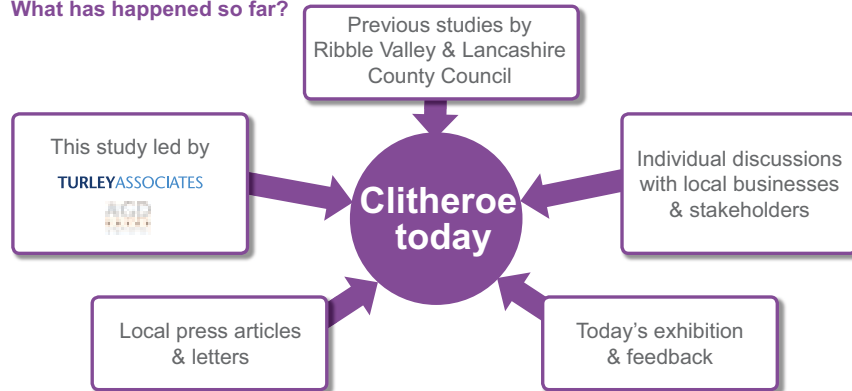 What has happened so far?
Previous studies by
Ribble Valley & Lancashire
County Council
This study led by
TURLEYASSOCIATES
AGD
Individual discussions
with local businesses
& stakeholders
Clitheroe
today
Local press articles
& letters
Today's exhibition
& feedback